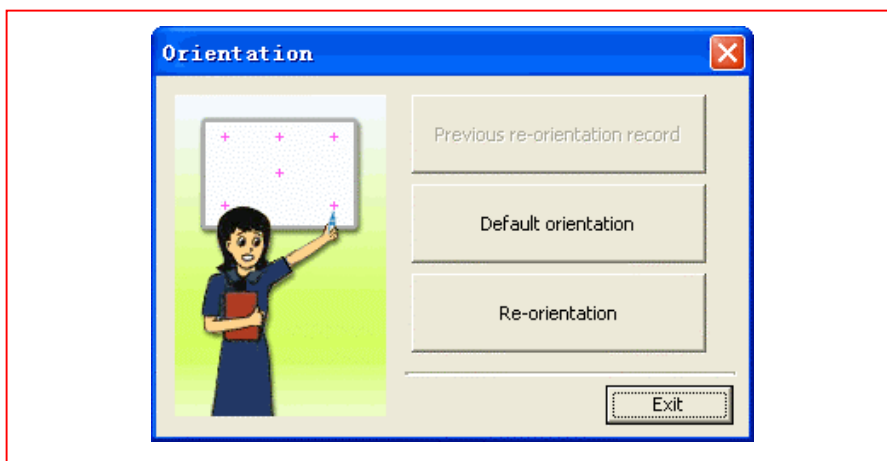 Orientation
Previous re-orientation record
Default orientation
Re-orientation
Exit